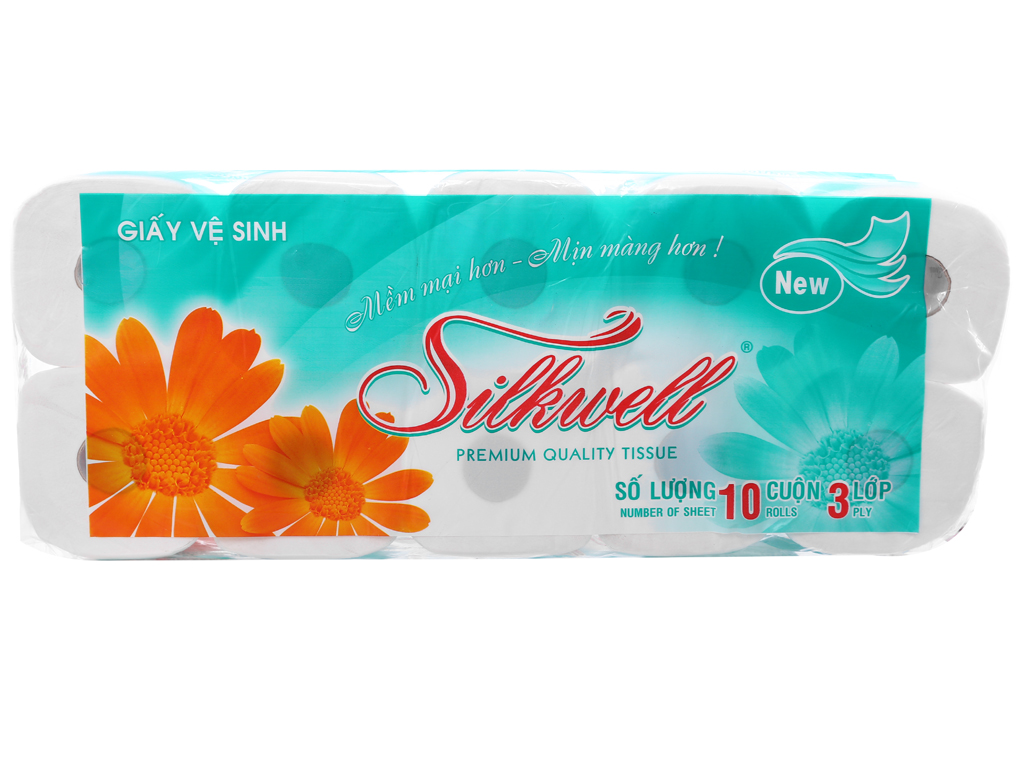 GIẤY VỆ SINH
Mềm mại hơn - Mịn màng hơn !
New
Silkwell ®
PREMIUM QUALITY TISSUE
SỐ LƯỢNG 10 CUỘN 3 LỚP
NUMBER OF SHEET ROLLS PLY